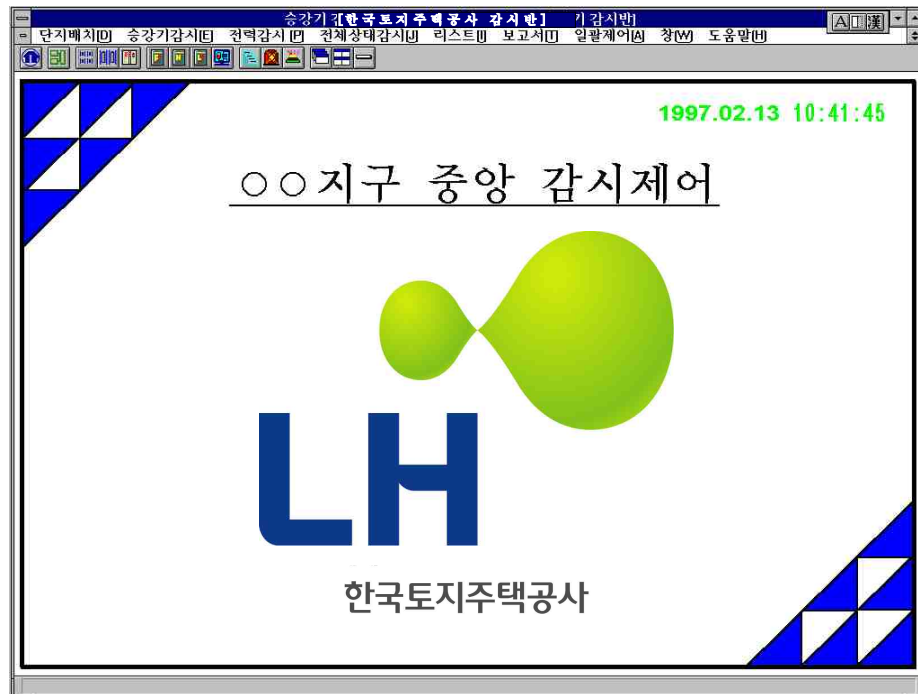 승강기 [한국토지주택공사 감시반] 기감시반]
A 漢
단지배치[D] 승강기감시[E] 전력감시[P] 전체상태감시[J] 리스트[I] 보고서[T] 일괄제어[A] 창[W] 도움말[H]
1997.02.13 10:41:45
○○지구 중앙 감시제어
LH
한국토지주택공사